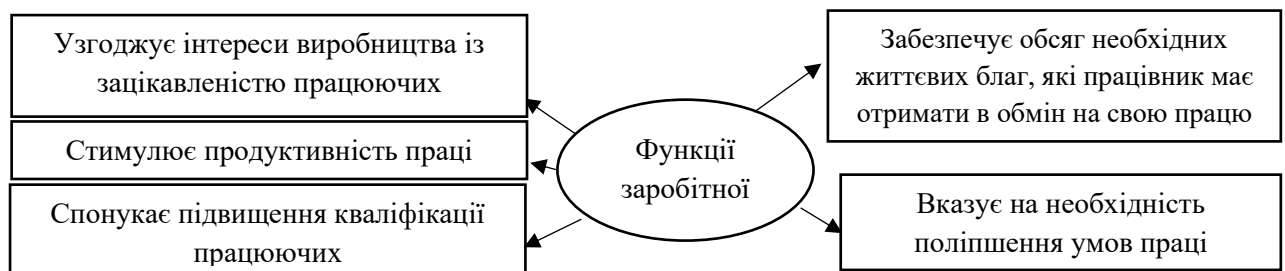 Узгоджує інтереси виробництва із
зацікавленістю працюючих
Стимулює продуктивність праці
Спонукає підвищення кваліфікації
працюючих
Функції
заробітної
Забезпечує обсяг необхідних
життєвих благ, які працівник має
отримати в обмін на свою працю
Вказує на необхідність
поліпшення умов праці